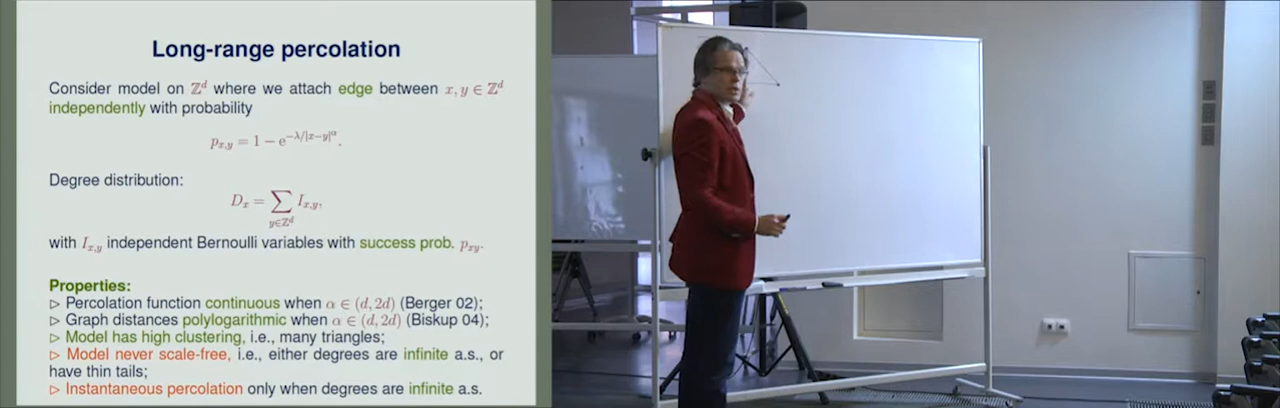 Long-range percolation
Consider model on ℤ^d where we attach edge between x, y ∈ ℤ^d
independently with probability
p_{x,y} = 1 − e^{−λ/|x−y|^α}.
Degree distribution:
D_x = ∑_{y∈ℤ^d} I_{x,y},
with I_{x,y} independent Bernoulli variables with success prob. p_{xy}.
Properties:
▷ Percolation function continuous when α ∈ (d, 2d) (Berger 02);
▷ Graph distances polylogarithmic when α ∈ (d, 2d) (Biskup 04);
▷ Model has high clustering, i.e., many triangles;
▷ Model never scale-free, i.e., either degrees are infinite a.s., or
have thin tails;
▷ Instantaneous percolation only when degrees are infinite a.s.